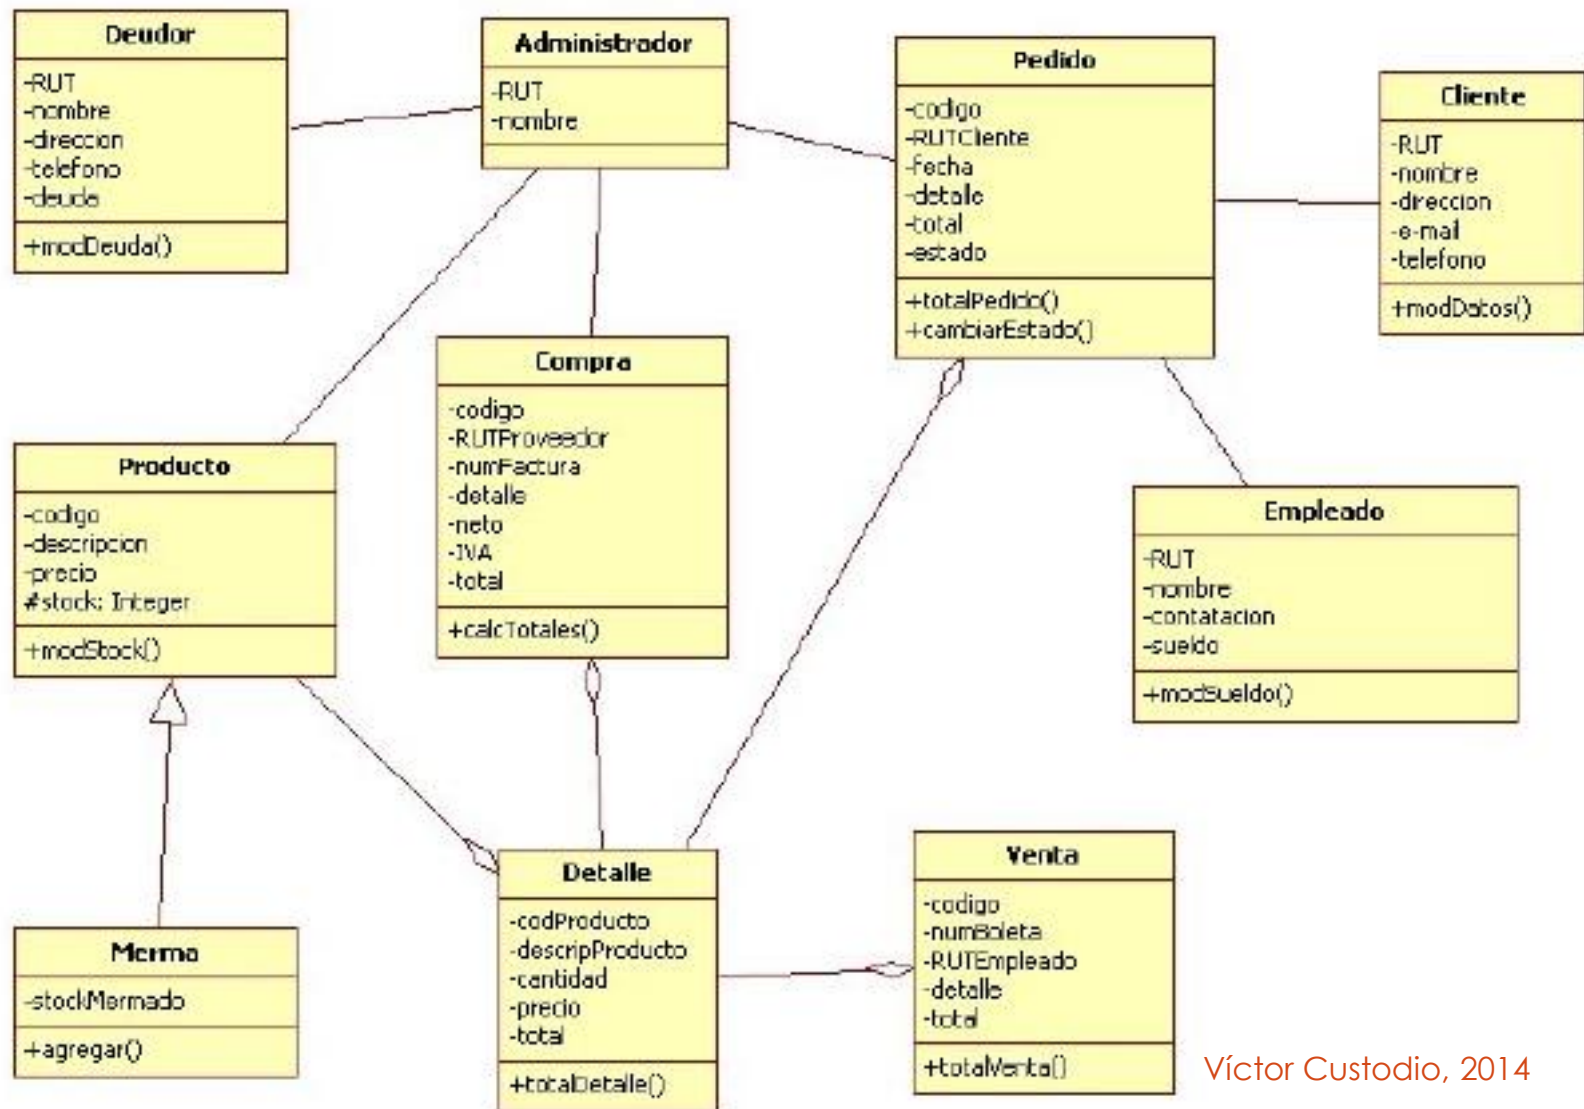 Deudor
-RUT
-nombre
-direccion
-telefono
-deuda
+modDeuda()
Administrador
-RUT
-nombre
Pedido
-codigo
-RUTCliente
-fecha
-detalle
-total
-estado
+totalPedido()
+cambiarEstado()
Cliente
-RUT
-nombre
-direccion
-e-mail
-telefono
+modDatos()
Compra
-codigo
-RUTProveedor
-numFactura
-detalle
-neto
-IVA
-total
+calcTotales()
Producto
-codigo
-descripcion
-precio
#stock: Integer
+modStock()
Empleado
-RUT
-nombre
-contatacion
-sueldo
+modSueldo()
Merma
-stockMermado
+agregar()
Detalle
-codProducto
-descripProducto
-cantidad
-precio
-total
+totalDetalle()
Venta
-codigo
-numBoleta
-RUTEmpleado
-detalle
-total
+totalVenta()
Víctor Custodio, 2014